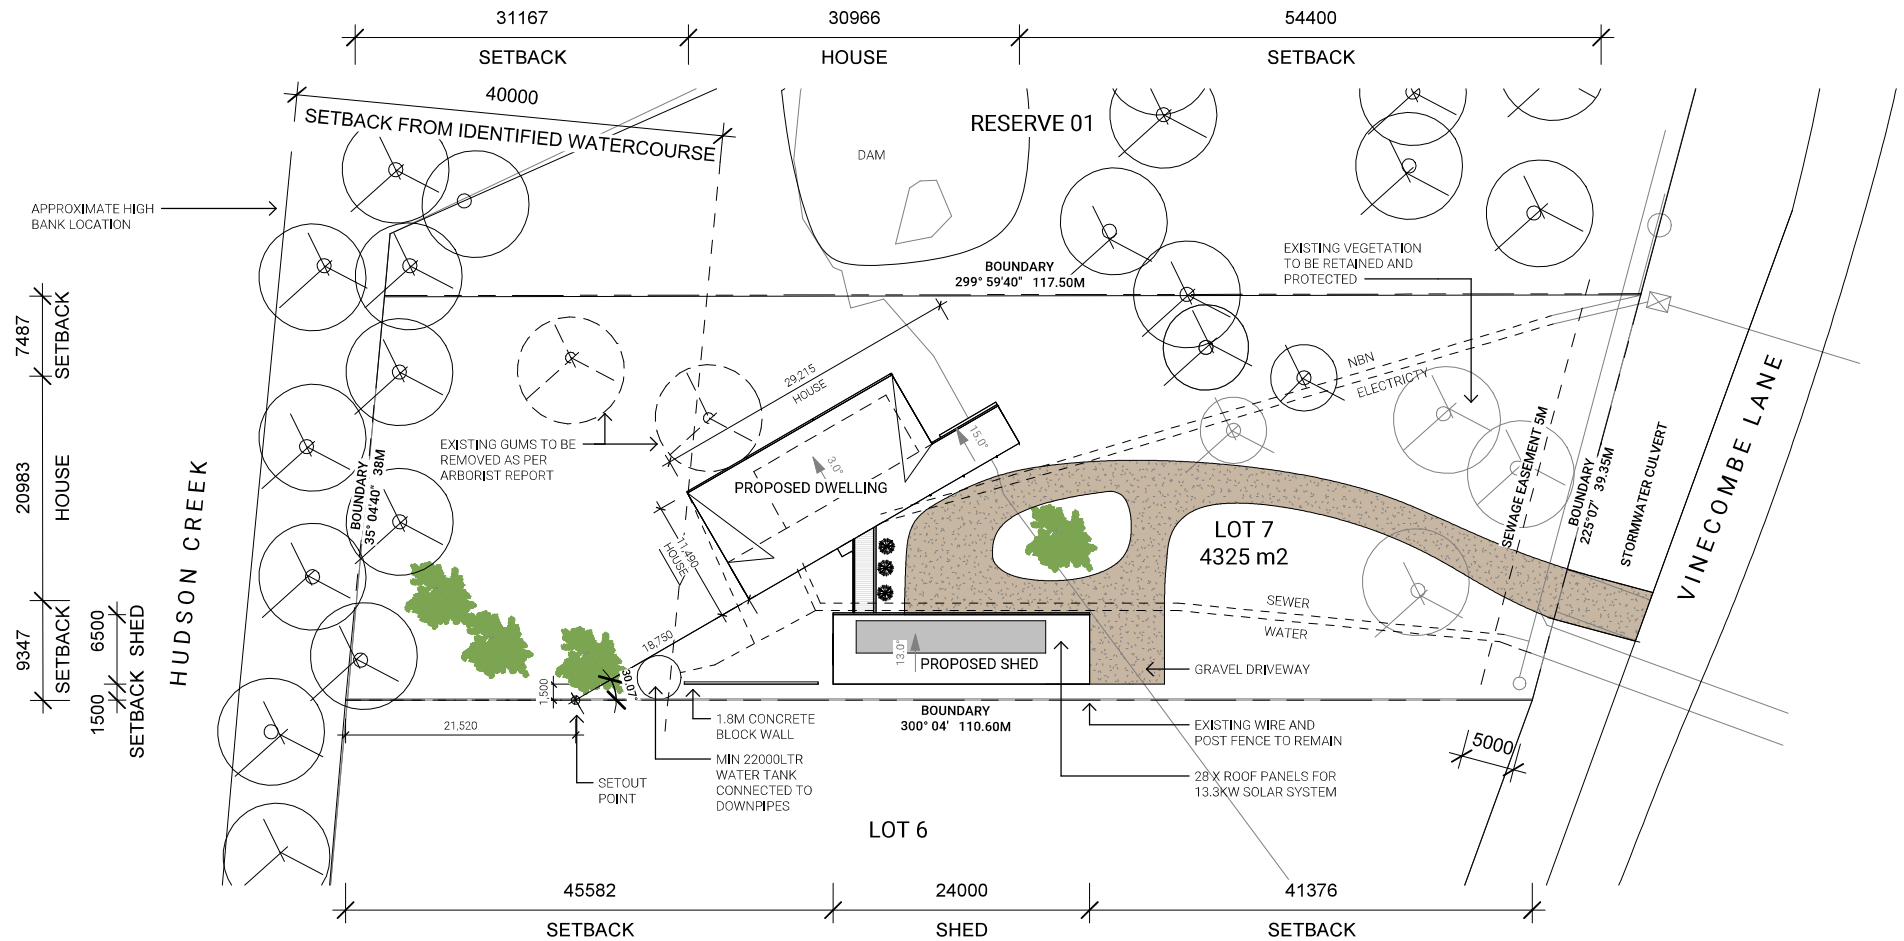 31167
30966
54400
SETBACK
HOUSE
SETBACK
40000
SETBACK FROM IDENTIFIED WATERCOURSE
RESERVE 01
DAM
APPROXIMATE HIGH
BANK LOCATION
EXISTING VEGETATION
TO BE RETAINED AND
PROTECTED
BOUNDARY
299° 59'40" 117.50M
7487
SETBACK
20983
HOUSE
9347
SETBACK
6500
SHED
1500
SETBACK
HUDSON CREEK
BOUNDARY
35° 04'40" 38M
EXISTING GUMS TO BE
REMOVED AS PER
ARBORIST REPORT
29,215
HOUSE
11,490
HOUSE
3.0°
15.0°
PROPOSED DWELLING
NBN
ELECTRICTY
LOT 7
4325 m2
SEWAGE EASEMENT 5M
BOUNDARY
225°07' 39.35M
STORMWATER CULVERT
VINECOMBE LANE
SEWER
WATER
18,750
30.07°
1,500
13.0°
PROPOSED SHED
GRAVEL DRIVEWAY
BOUNDARY
300° 04' 110.60M
21,520
1.8M CONCRETE
BLOCK WALL
MIN 22000LTR
WATER TANK
CONNECTED TO
DOWNPIPES
SETOUT
POINT
EXISTING WIRE AND
POST FENCE TO REMAIN
28 X ROOF PANELS FOR
13.3KW SOLAR SYSTEM
5000
LOT 6
45582
24000
41376
SETBACK
SHED
SETBACK